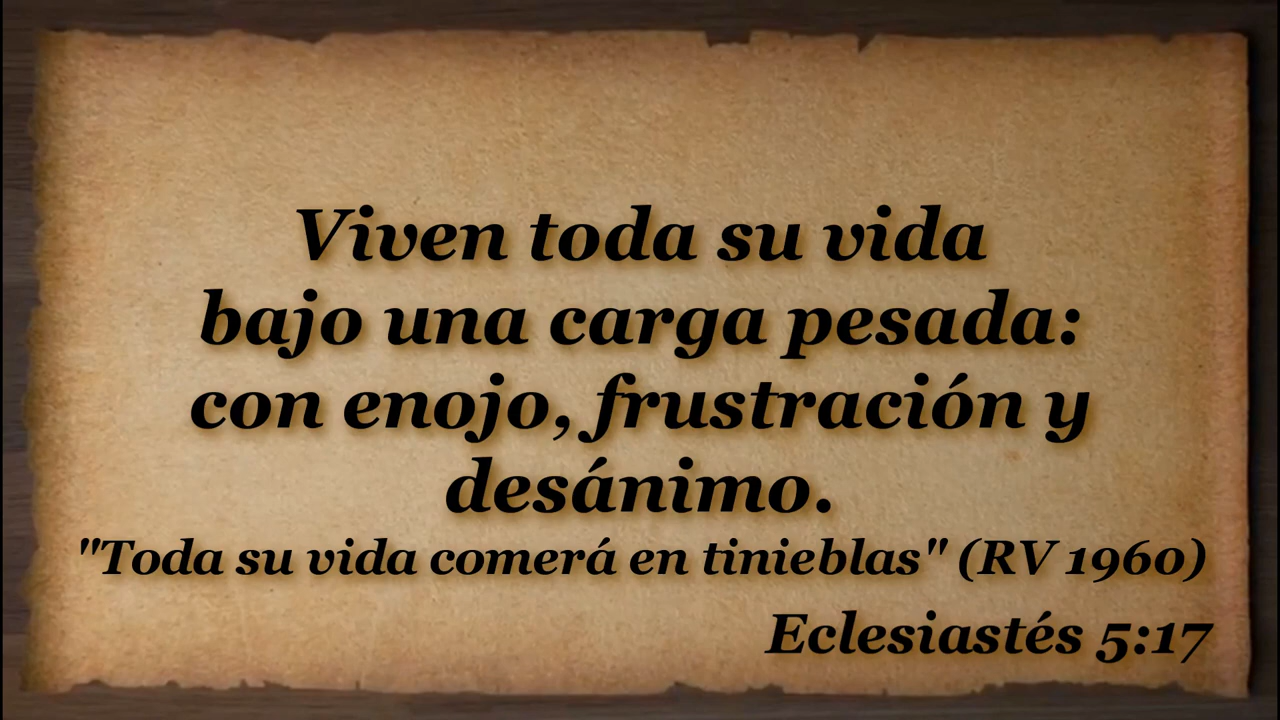 Viven toda su vida
bajo una carga pesada:
con enojo, frustración y
desánimo.
"Toda su vida comerá en tinieblas" (RV 1960)
Eclesiastés 5:17